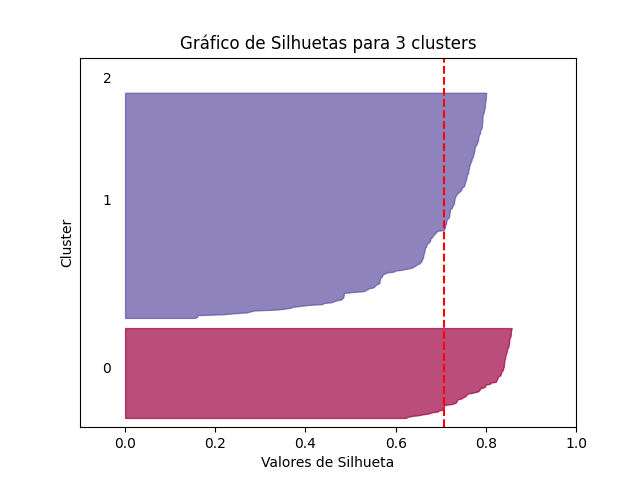 Gráfico de Silhuetas para 3 clusters
2
1
0
Cluster
0.0 0.2 0.4 0.6 0.8 1.0
Valores de Silhueta